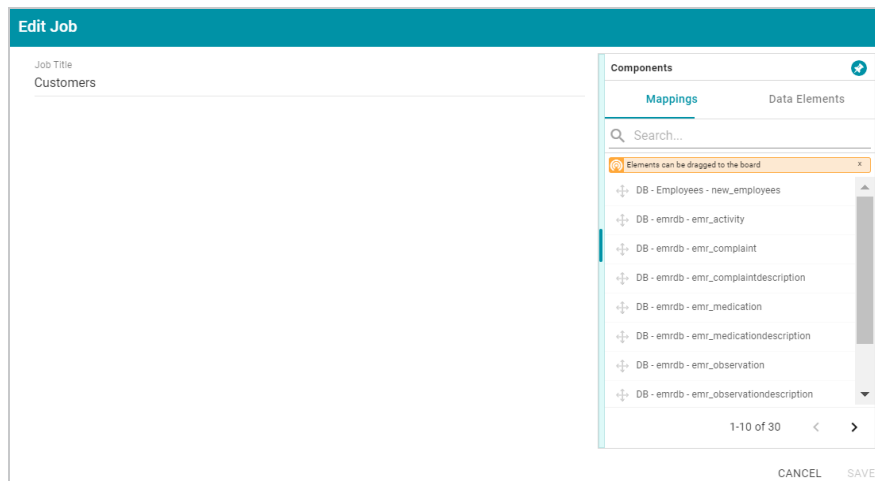 Edit Job
Job Title
Customers
Components
Mappings
Data Elements
Search...
Elements can be dragged to the board
x
DB - Employees - new_employees
DB - emrdb - emr_activity
DB - emrdb - emr_complaint
DB - emrdb - emr_complaintdescription
DB - emrdb - emr_medication
DB - emrdb - emr_medicationdescription
DB - emrdb - emr_observation
DB - emrdb - emr_observationdescription
1-10 of 30
CANCEL
SAVE